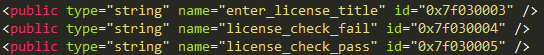 <public type="string" name="enter_license_title" id="0x7f030003" />
<public type="string" name="license_check_fail" id="0x7f030004" />
<public type="string" name="license_check_pass" id="0x7f030005" />